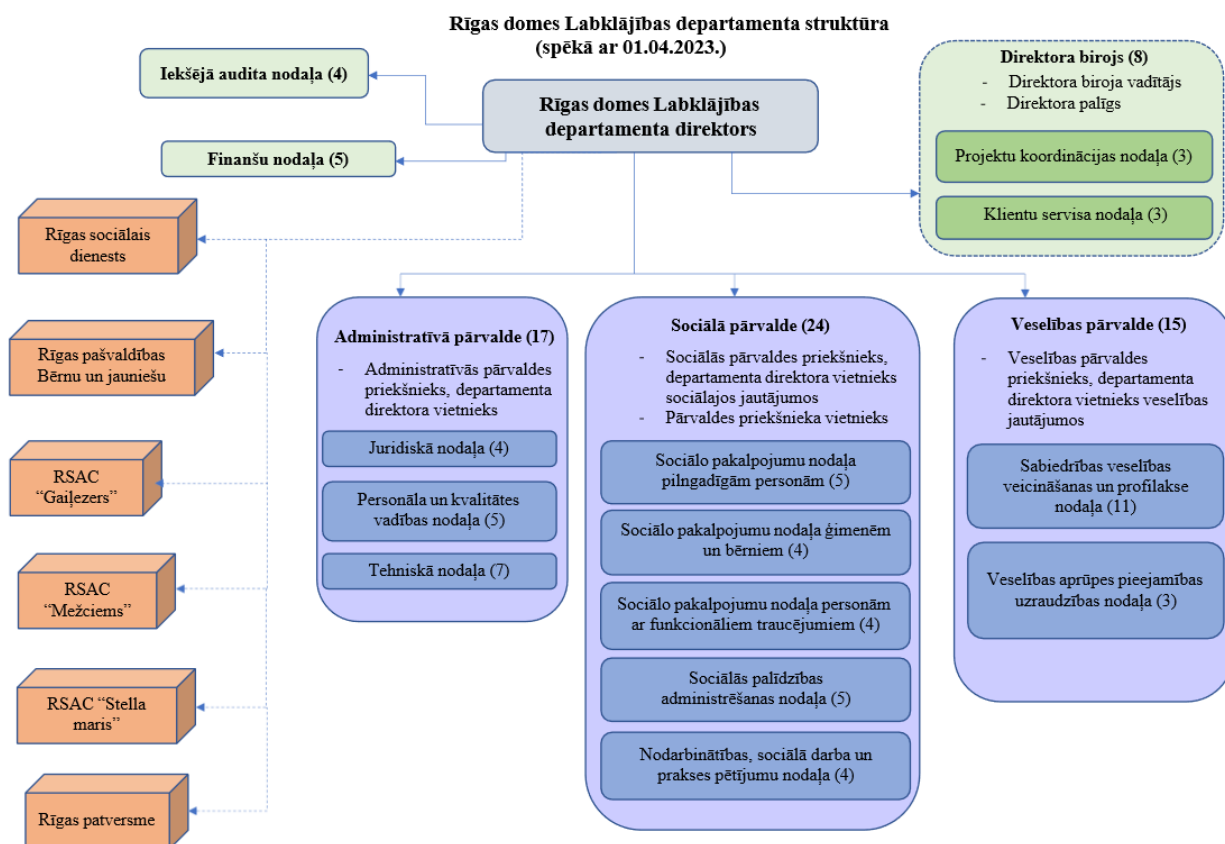 Rīgas domes Labklājības departamenta struktūra
(spēkā ar 01.04.2023.)
Iekšējā audita nodaļa (4)
Rīgas domes Labklājības
departamenta direktors
Finanšu nodaļa (5)
Direktora birojs (8)
- Direktora biroja vadītājs
- Direktora palīgs
Projektu koordinācijas nodaļa (3)
Klientu servisa nodaļa (3)
Rīgas sociālais
dienests
Rīgas pašvaldības
Bērnu un jauniešu
RSAC
“Gaiļezers”
RSAC
“Mežciems”
RSAC “Stella
maris”
Rīgas patversme
Administratīvā pārvalde (17)
- Administratīvās pārvaldes
priekšnieks, departamenta
direktora vietnieks
Juridiskā nodaļa (4)
Personāla un kvalitātes
vadības nodaļa (5)
Tehniskā nodaļa (7)
Sociālā pārvalde (24)
- Sociālās pārvaldes priekšnieks,
departamenta direktora vietnieks
sociālajos jautājumos
- Pārvaldes priekšnieka vietnieks
Sociālo pakalpojumu nodaļa
pilngadīgām personām
(5)
Sociālo pakalpojumu nodaļa ģimenēm
un bērniem (4)
Sociālo pakalpojumu nodaļa personām
ar funkcionāliem traucējumiem (4)
Sociālās palīdzības
administrēšanas nodaļa (5)
Nodarbinātības, sociālā darba un
prakses pētījumu nodaļa (4)
Veselības pārvalde (15)
- Veselības pārvaldes
priekšnieks, departamenta
direktora vietnieks veselības
jautājumos
Sabiedrības veselības
veicināšanas un profilakse
nodaļa (11)
Veselības aprūpes pieejamības
uzraudzības nodaļa (3)